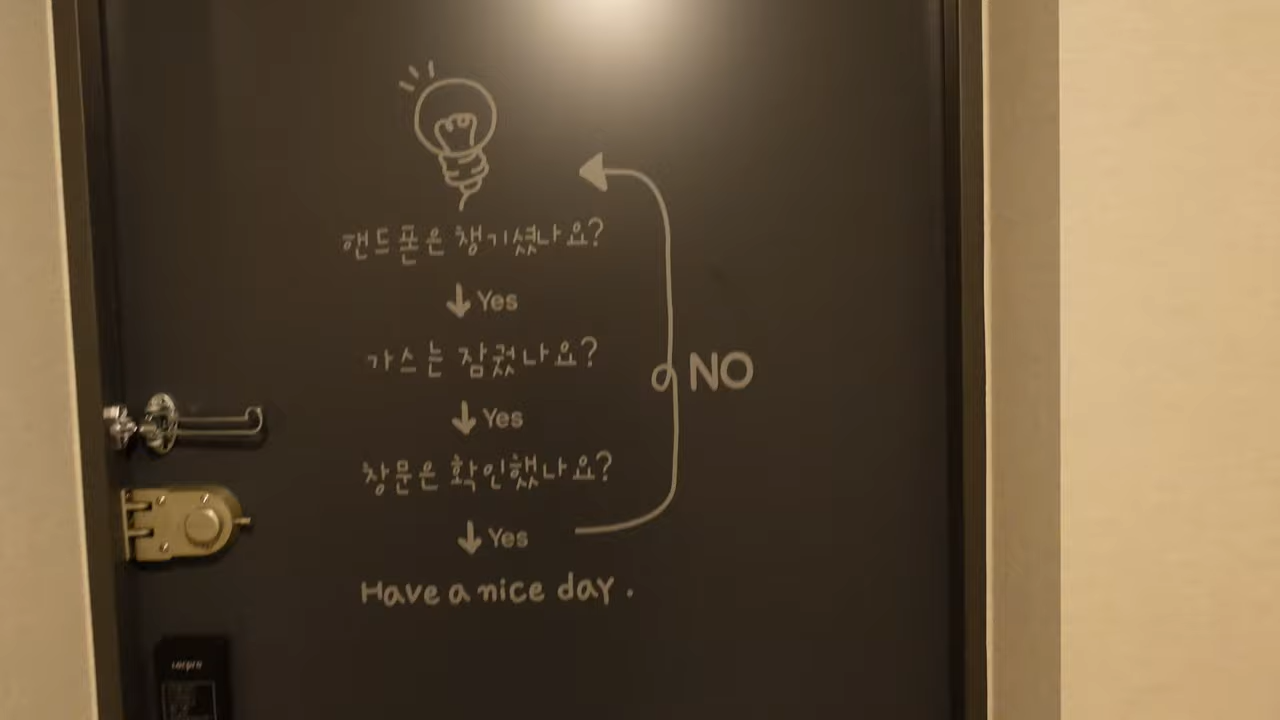 핸드폰은 챙기셨나요?
Yes
가스는 잠궜나요?
Yes
NO
창문은 확인했나요?
Yes
Have a nice day.